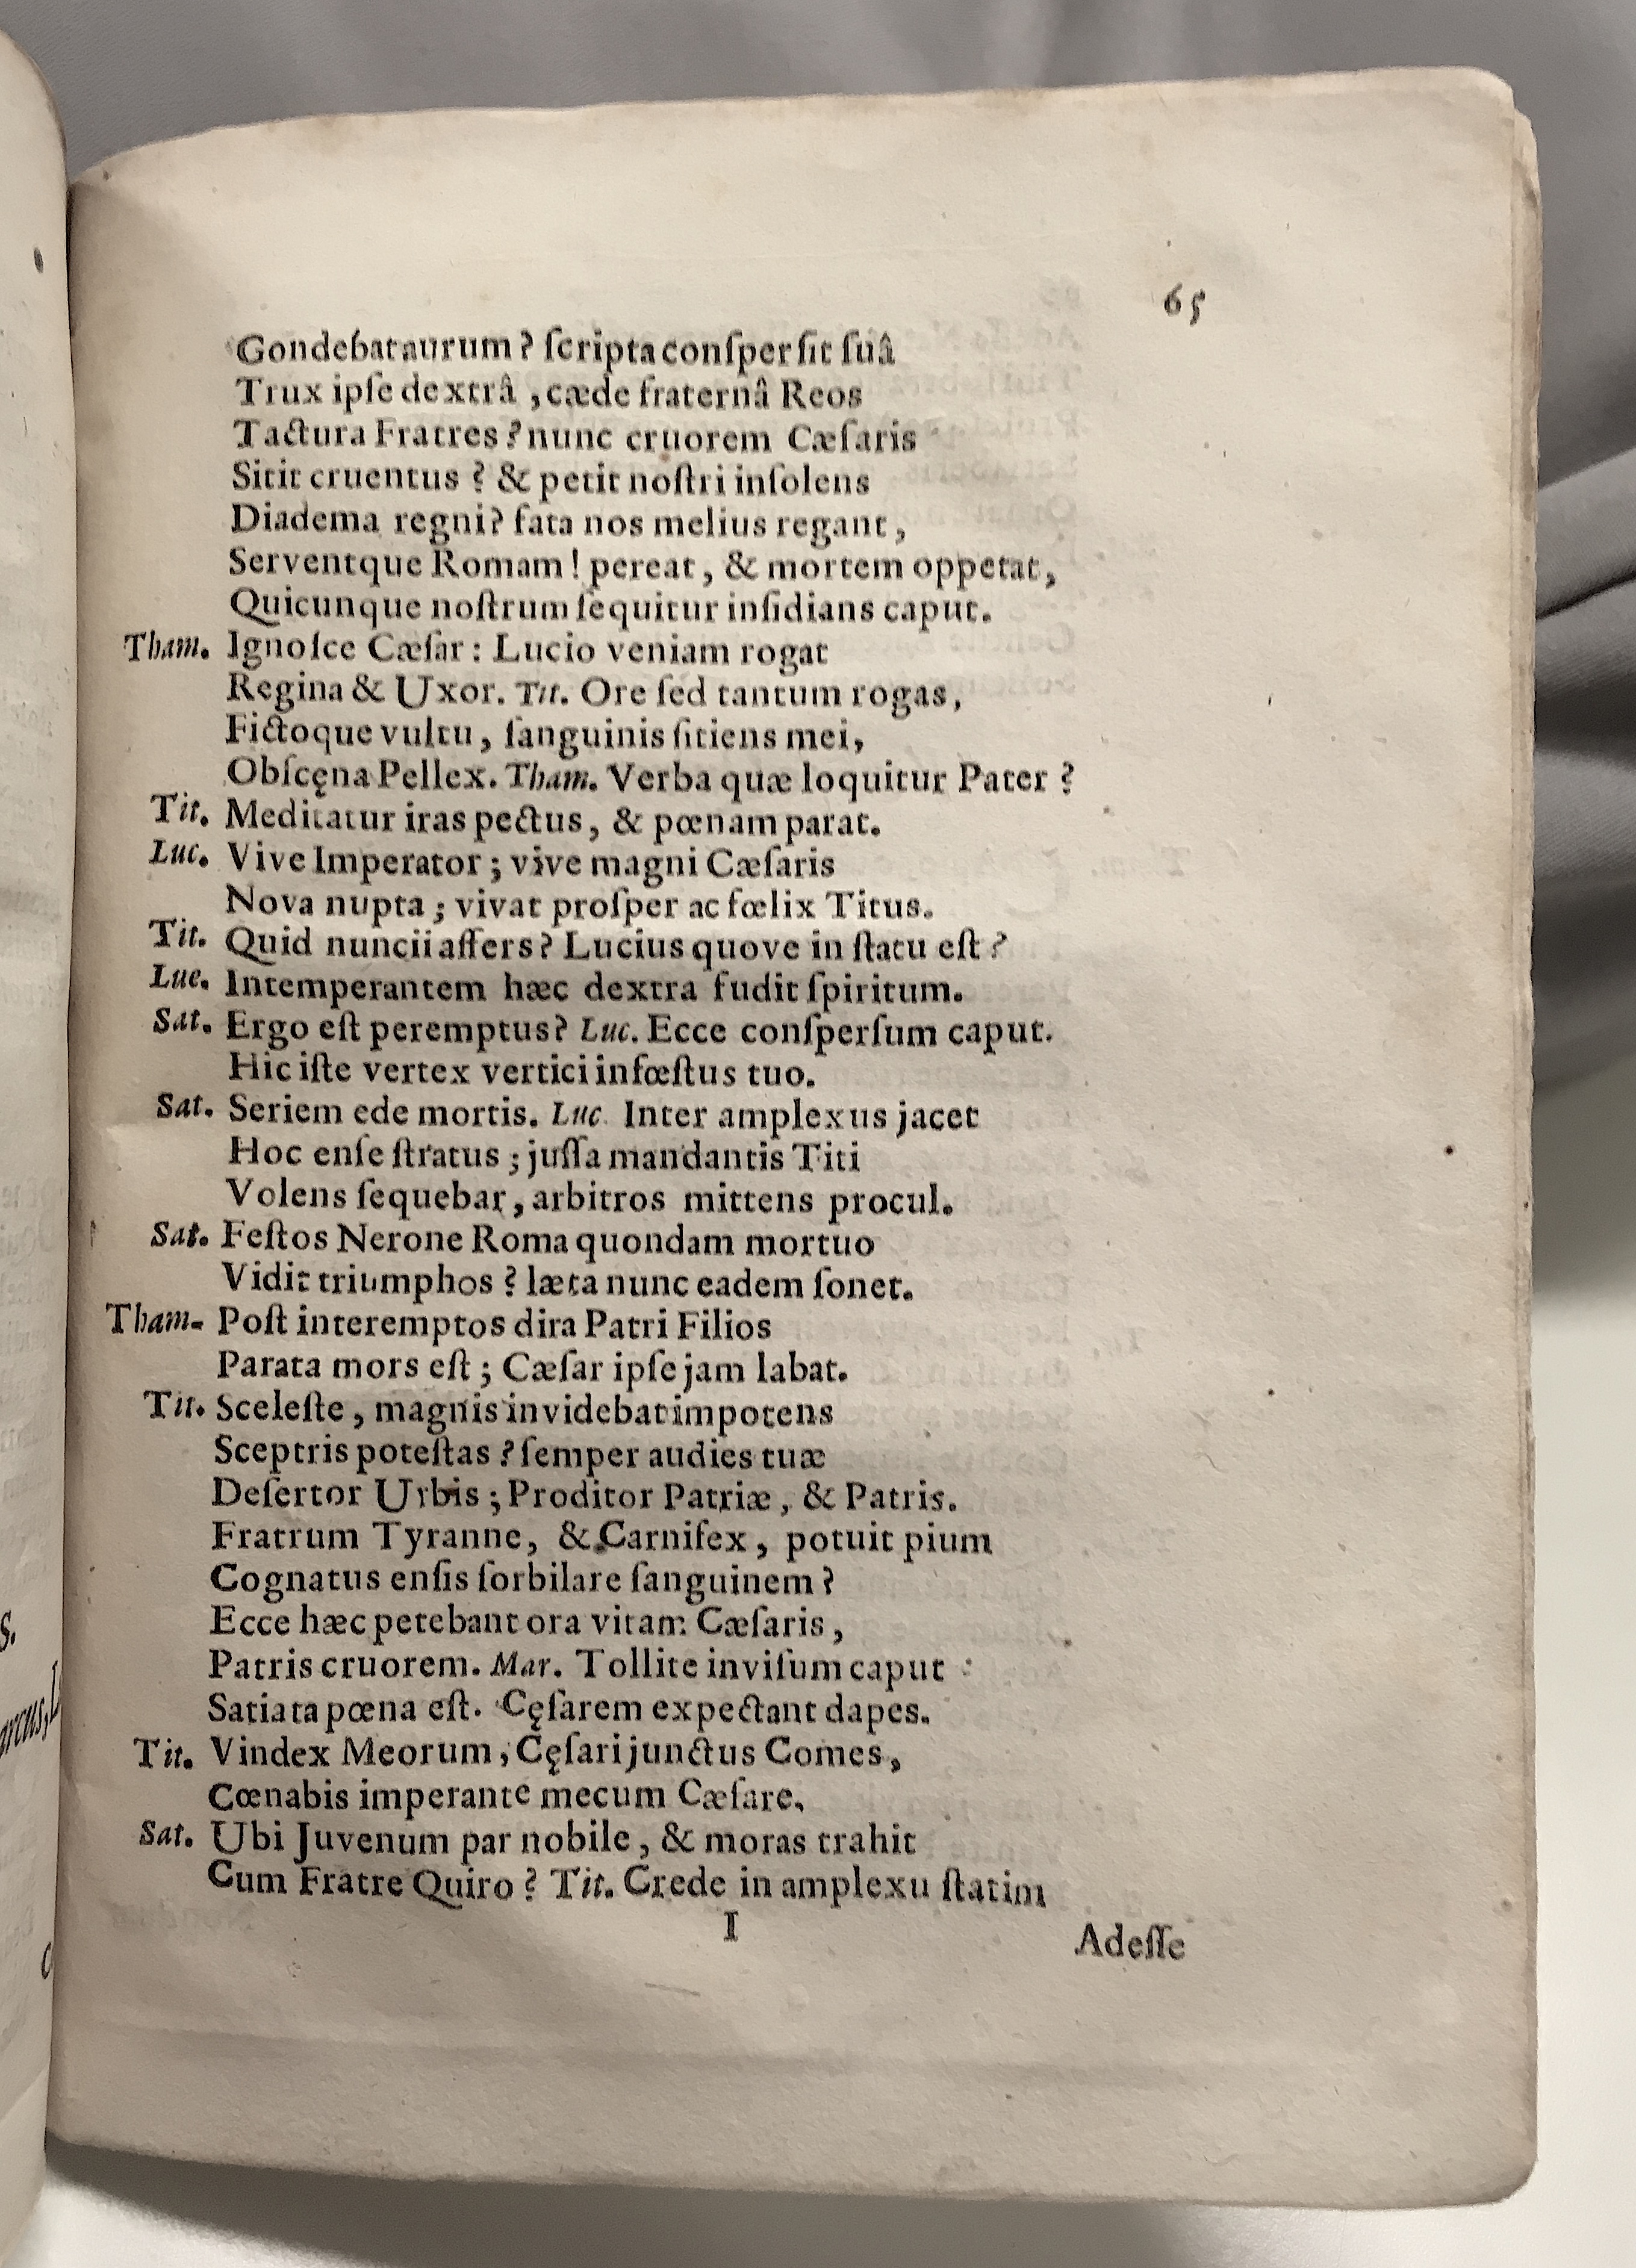 65
Condebat aurum? ſcripta conſperſit ſuâ
Trux ipſe dextrâ, cæde fraternâ Reos
Tactura Fratres? nunc cruorem Cæſaris
Sitit cruentus? & petit noſtri inſolens
Diadema regni? fata nos melius regant,
Serventque Romam! pereat, & mortem oppetat,
Quicunque noſtrum ſequitur inſidians caput.
Tham. Ignoſce Cæſar: Lucio veniam rogat
Regina & Uxor. Tit. Ore ſed tantum rogas,
Fictoque vultu, ſanguinis ſitiens mei,
Obſcęna Pellex. Tham. Verba quæ loquitur Pater?
Tit. Meditatur iras pectus, & pœnam parat.
Luc. Vive Imperator; vive magni Cæſaris
Nova nupta; vivat proſper ac fœlix Titus.
Tit. Quid nuncii affers? Lucius quove in ſtatu eſt?
Luc. Intemperantem hæc dextra fudit ſpiritum.
Sat. Ergo eſt peremptus? Luc. Ecce conſperſum caput.
Hic iſte vertex vertici infœſtus tuo.
Sat. Seriem ede mortis. Luc. Inter amplexus jacet
Hoc enſe ſtratus; juſſa mandantis Titi
Volens ſequebar, arbitros mittens procul.
Sat. Feſtos Nerone Roma quondam mortuo
Vidit triumphos? læta nunc eadem ſonet.
Tham. Poſt interemptos dira Patri Filios
Parata mors eſt; Cæſar ipſe jam labat.
Tit. Sceleſte, magnis invidebat impotens
Sceptris poteſtas? ſemper audies tuæ
Deſertor Urbis; Proditor Patriæ, & Patris.
Fratrum Tyranne, & Carnifex, potuit pium
Cognatus enſis ſorbilare ſanguinem?
Ecce hæc petebant ora vitam Cæſaris,
Patris cruorem. Mar. Tollite inviſum caput:
Satiata pœna eſt. Cęſarem expectant dapes.
Tit. Vindex Meorum, Cęſari junctus Comes,
Cœnabis imperante mecum Cæſare.
Sat. Ubi Juvenum par nobile, & moras trahit
Cum Fratre Quiro? Tit. Crede in amplexu ſtatim
I
Adeſſe